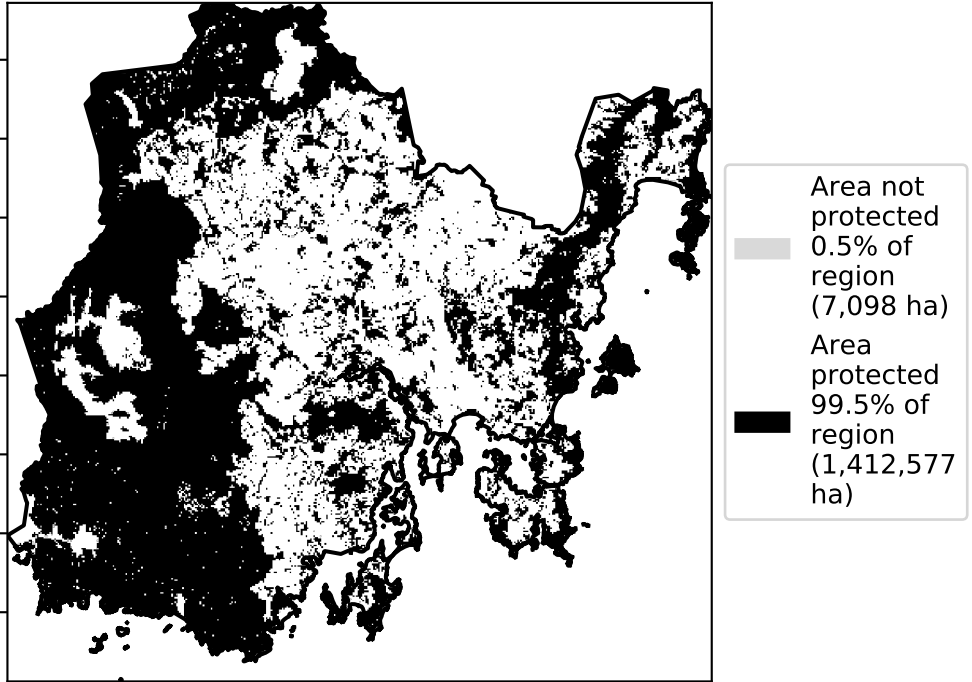 Area not
protected
0.5% of
region
(7,098 ha)
Area
protected
99.5% of
region
(1,412,577
ha)